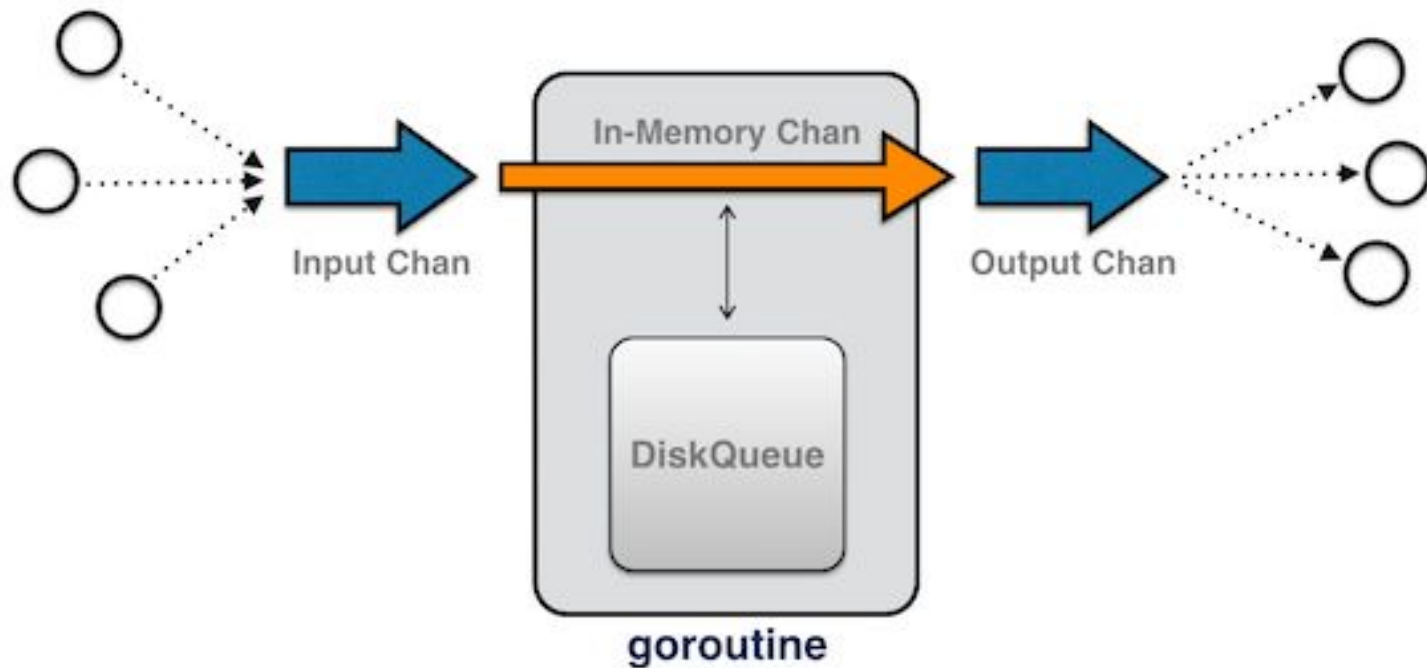 In-Memory Chan
Input Chan
Output Chan
DiskQueue
goroutine